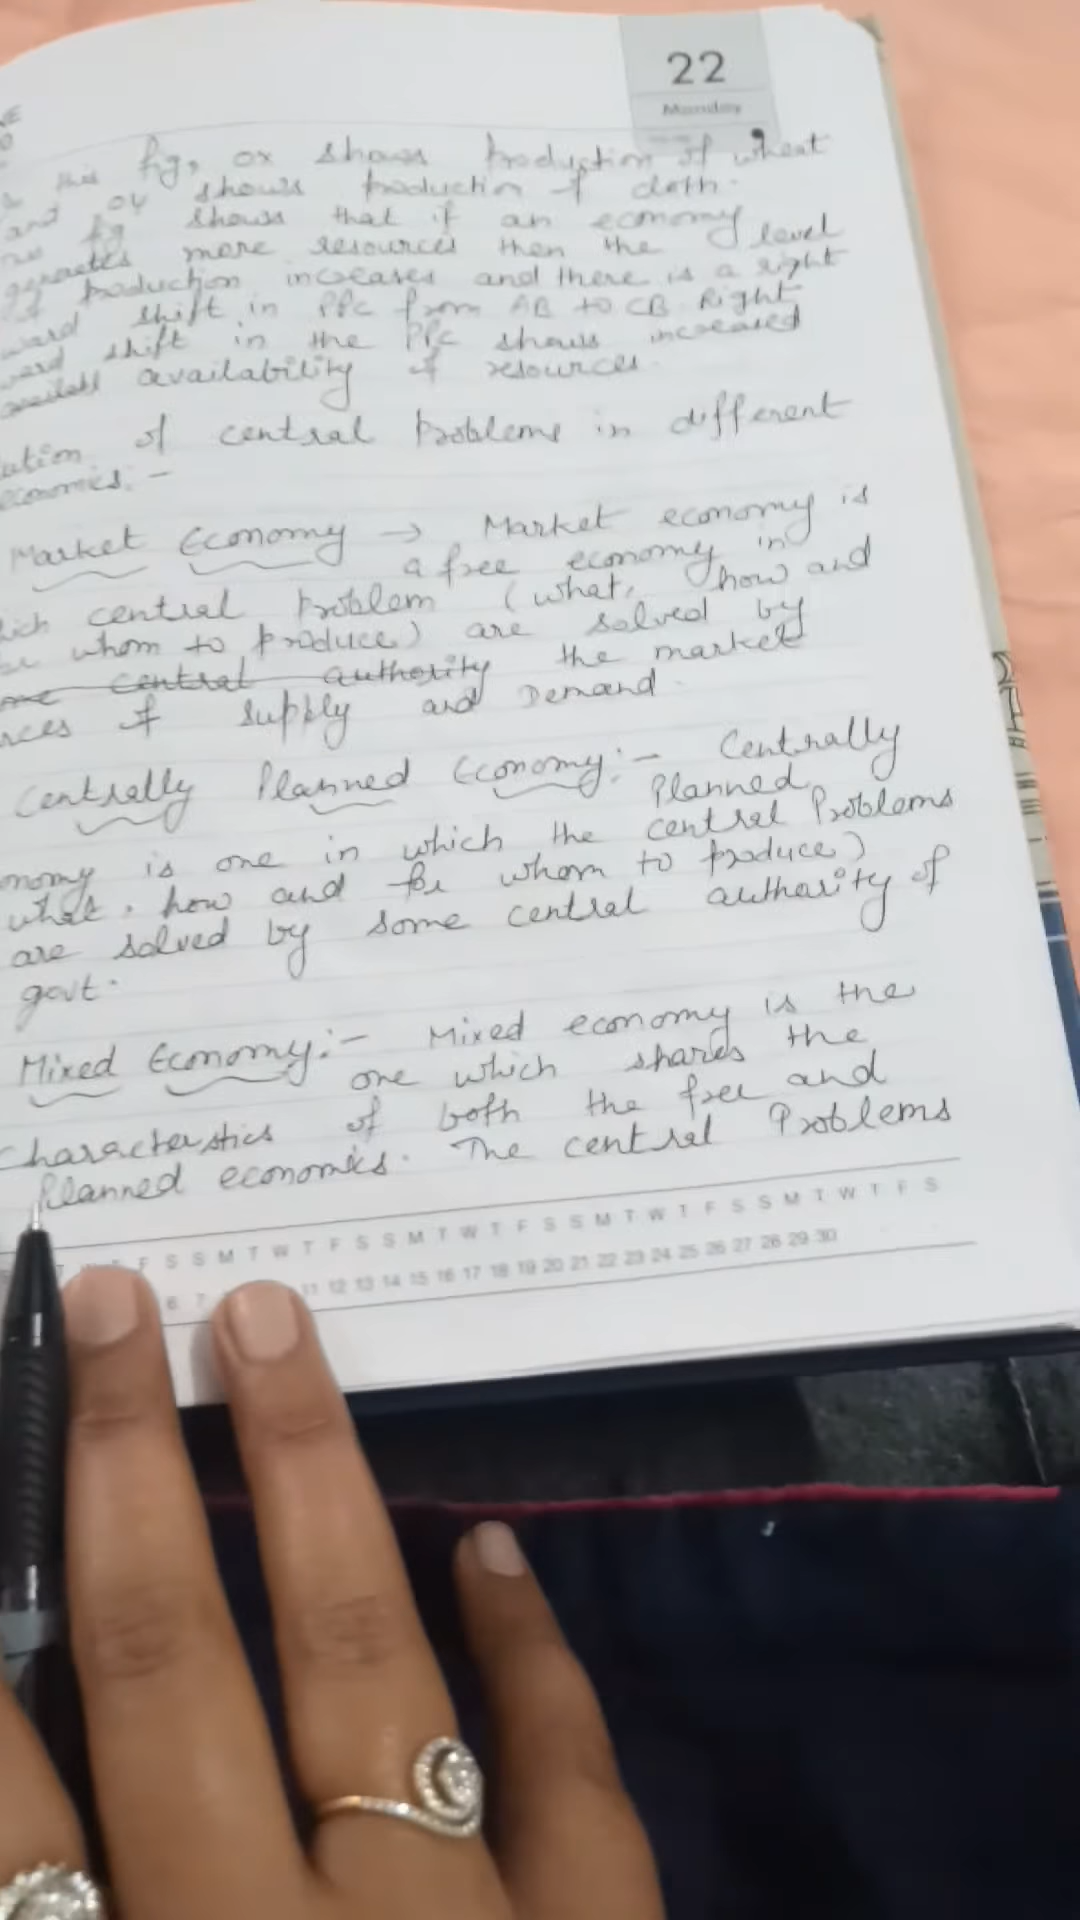 22
Monday
this fig, ox shows production of wheat
and oy shows production of cloth.
fig shows that if an economy
generates more resources then the level
of production increases and there is a right
ward shift in PPC from AB to CB Right
ward shift in the PPC shows increased
availability of resources.
ution of central problems in different
economies:-
Market Economy → Market economy is
a free economy in
ich central problem (what, how and
whom to produce) are solved by
central authority the market
rces of supply and Demand.
Centrally Planned Economy:- Centrally
Planned
onomy is one in which the central Problems
what, how and for whom to produce)
are solved by some central authority of
govt.
Mixed Economy:- Mixed economy is the
one which shares the
Characterstics of both the free and
Planned economies. The central Problems
F S S M T W T F S S M T W T F S S M T W T F S S M T W T F S
6 7 11 12 13 14 15 16 17 18 19 20 21 22 23 24 25 26 27 28 29 30